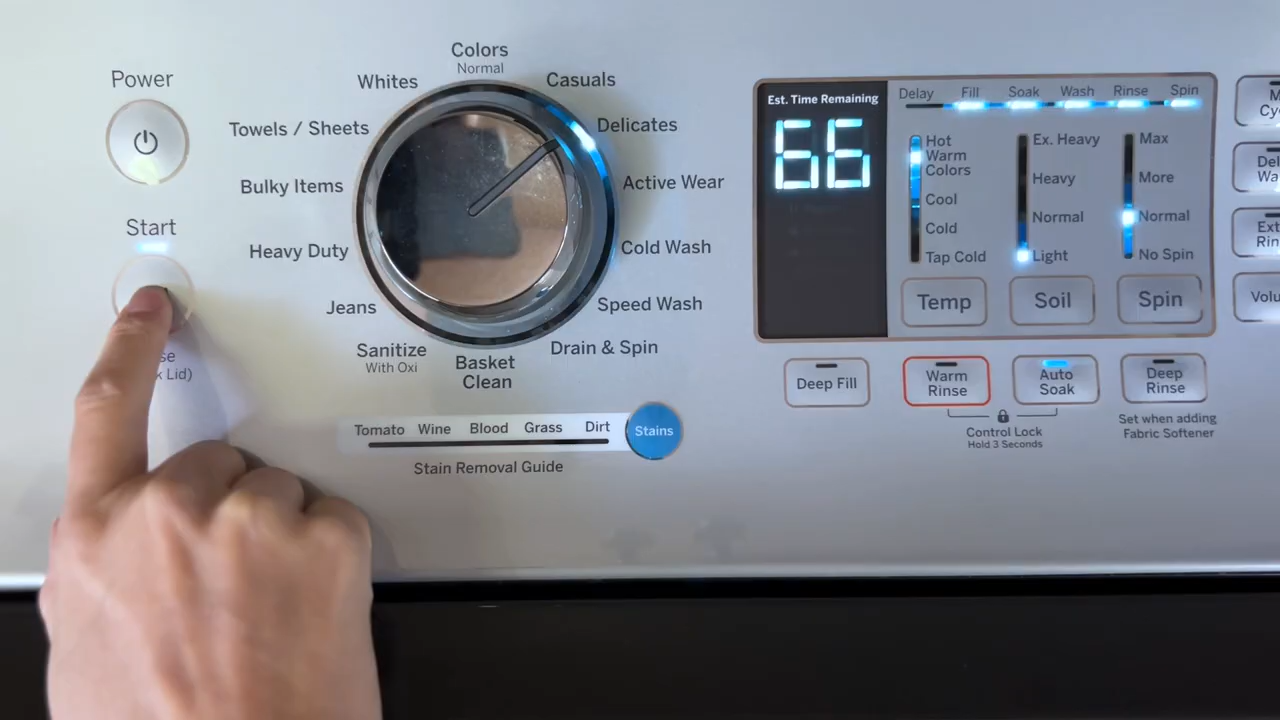 Power
Start
Colors
Normal
Whites
Casuals
Towels / Sheets
Delicates
Bulky Items
Active Wear
Heavy Duty
Cold Wash
Jeans
Speed Wash
Sanitize
With Oxi
Basket
Clean
Drain & Spin
Tomato Wine Blood Grass Dirt
Stains
Stain Removal Guide
Est. Time Remaining
66
Delay Fill Soak Wash Rinse Spin
Hot
Warm
Colors
Cool
Cold
Tap Cold
Temp
Ex. Heavy
Heavy
Normal
Light
Soil
Max
More
Normal
No Spin
Spin
Deep Fill
Warm
Rinse
Auto
Soak
Deep
Rinse
Control Lock
Hold 3 Seconds
Set when adding
Fabric Softener